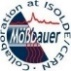 Mößbauer
Collaboration at ISOLDE/CERN